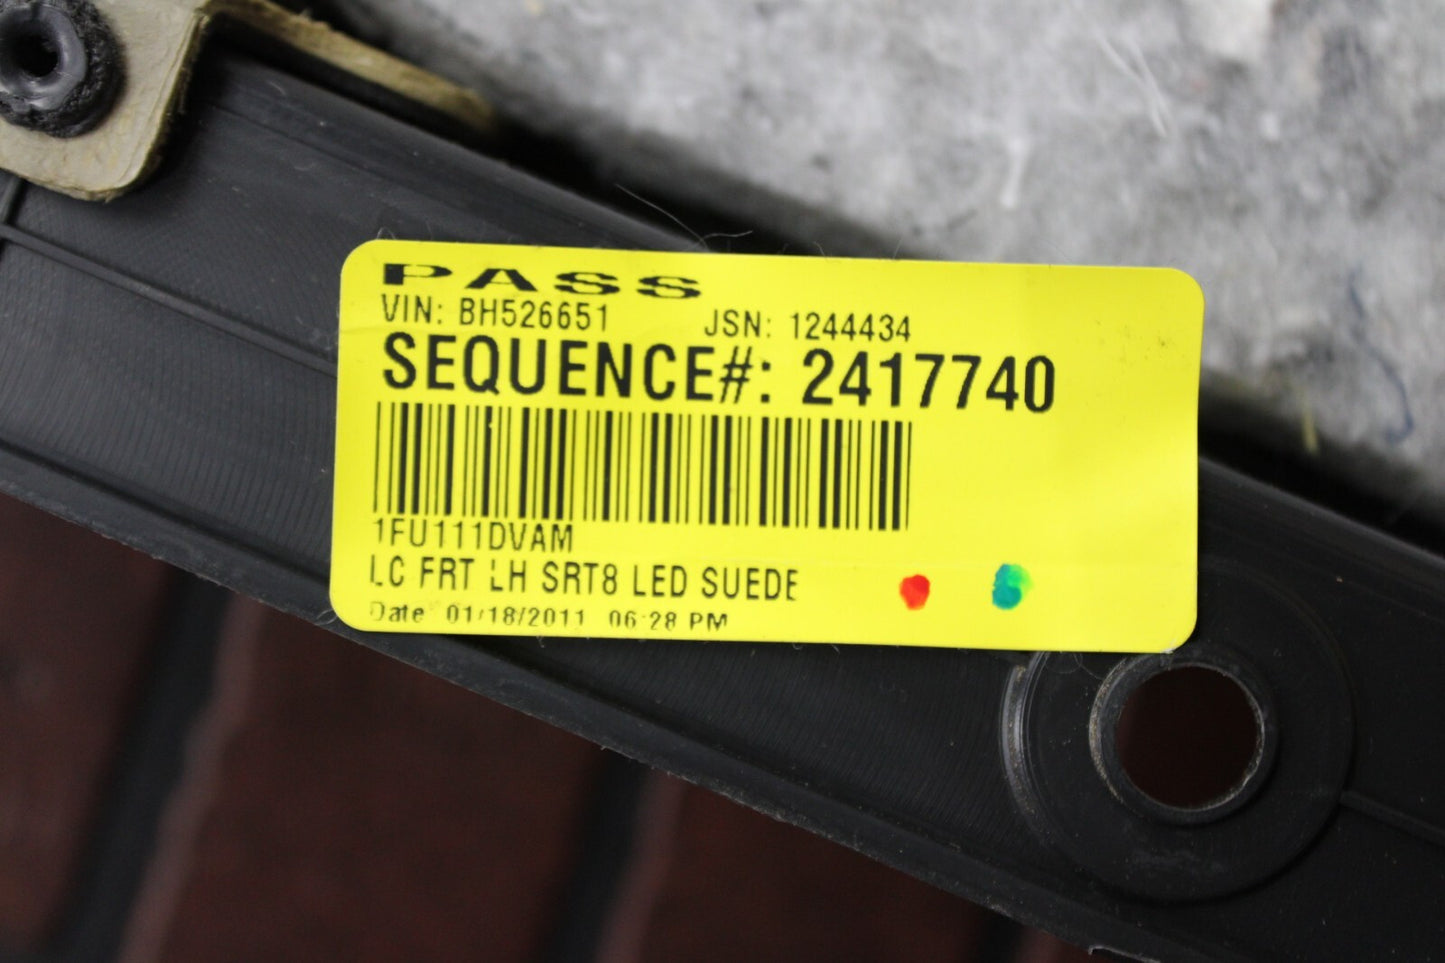 PASS
VIN: BH526651 JSN: 1244434
SEQUENCE#: 2417740
1FU111DVAM
LC FRT LH SRT8 LED SUEDE
Date 01/18/2011 06:28 PM